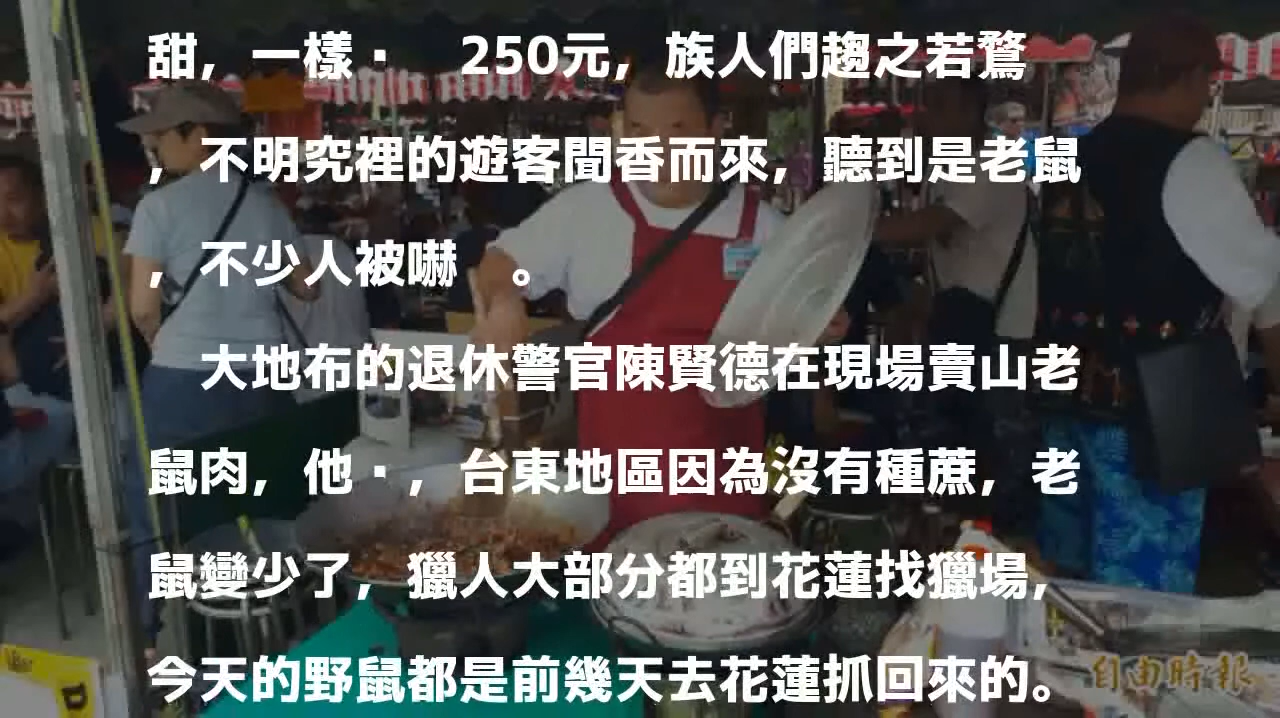 甜，一樣· 250元，族人們趨之若鶩
，不明究裡的遊客聞香而來，聽到是老鼠
，不少人被嚇 。
大地布的退休警官陳賢德在現場賣山老
鼠肉，他·，台東地區因為沒有種蔗，老
鼠變少了，獵人大部分都到花蓮找獵場，
今天的野鼠都是前幾天去花蓮抓回來的。
自由時報
D